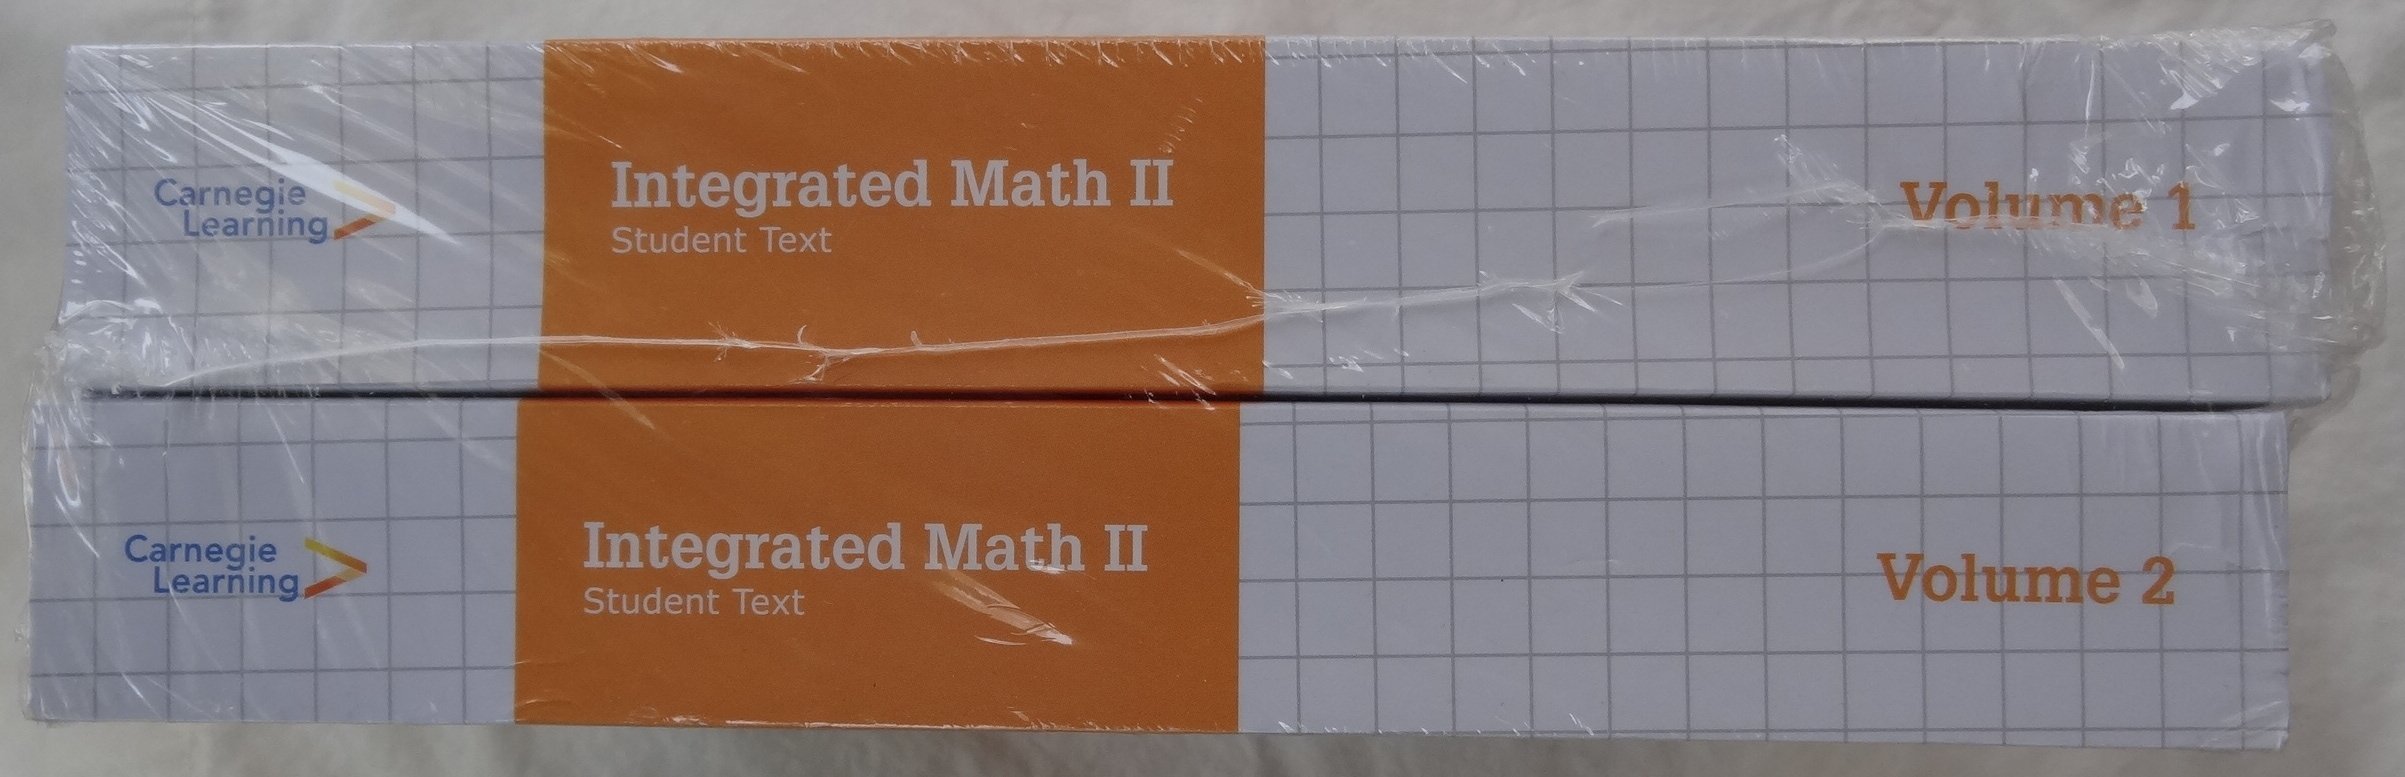 Carnegie
Learning
Integrated Math II
Student Text
Volume 1
Carnegie
Learning
Integrated Math II
Student Text
Volume 2